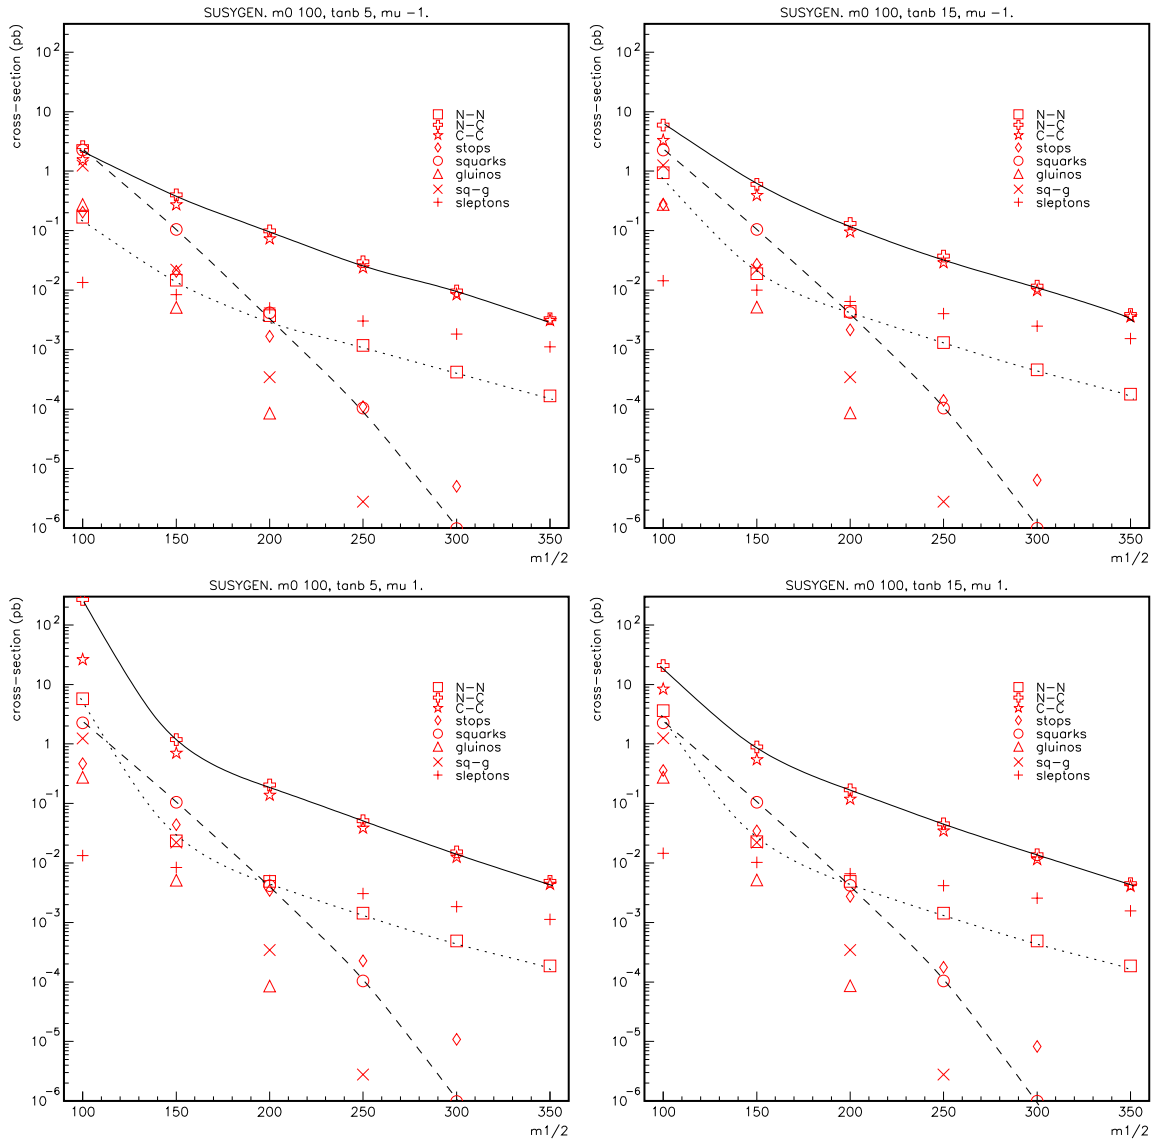 SUSYGEN. m0 100, tanb 5, mu −1.
cross−section (pb)
10^2
10
1
10^-1
10^-2
10^-3
10^-4
10^-5
10^-6
N−N
N−C
C−C
stops
squarks
gluinos
sq−g
sleptons
100 150 200 250 300 350
m1/2
SUSYGEN. m0 100, tanb 15, mu −1.
cross−section (pb)
10^2
10
1
10^-1
10^-2
10^-3
10^-4
10^-5
10^-6
N−N
N−C
C−C
stops
squarks
gluinos
sq−g
sleptons
100 150 200 250 300 350
m1/2
SUSYGEN. m0 100, tanb 5, mu 1.
cross−section (pb)
10^2
10
1
10^-1
10^-2
10^-3
10^-4
10^-5
10^-6
N−N
N−C
C−C
stops
squarks
gluinos
sq−g
sleptons
100 150 200 250 300 350
m1/2
SUSYGEN. m0 100, tanb 15, mu 1.
cross−section (pb)
10^2
10
1
10^-1
10^-2
10^-3
10^-4
10^-5
10^-6
N−N
N−C
C−C
stops
squarks
gluinos
sq−g
sleptons
100 150 200 250 300 350
m1/2